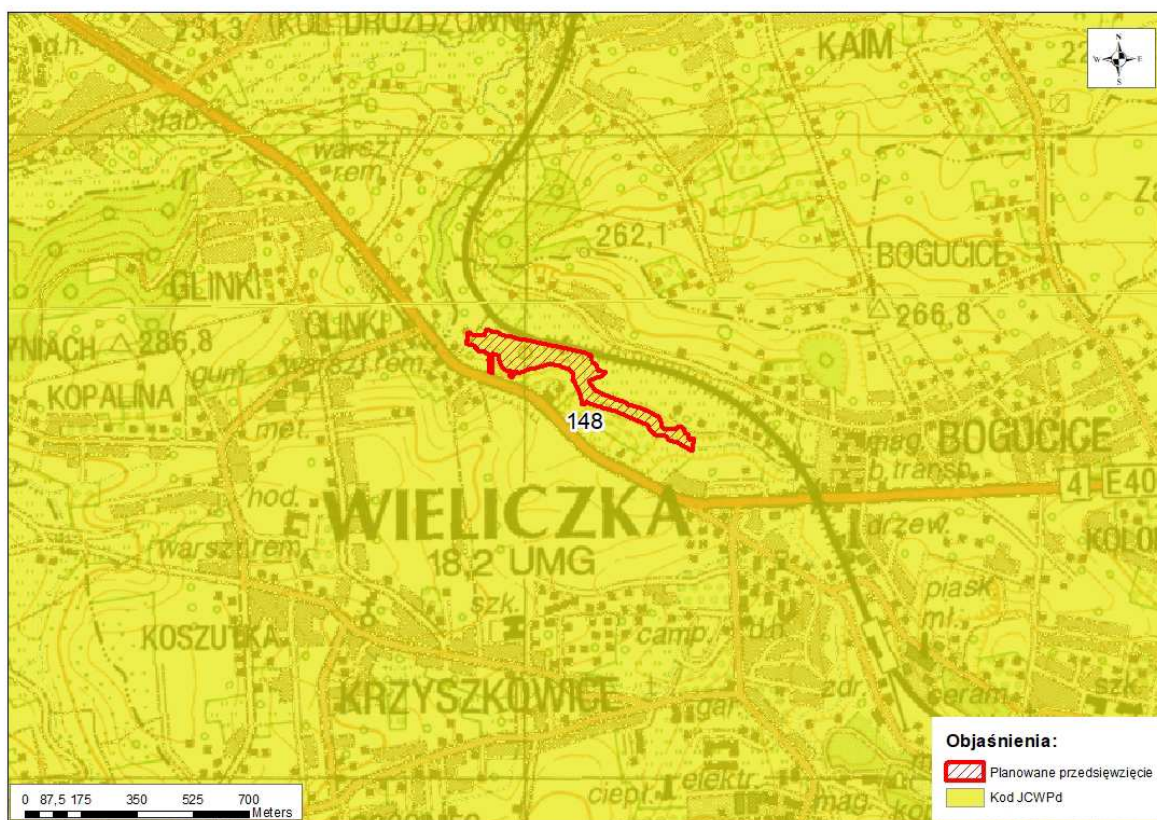 231,3
(KOL. DROŻDŻOWNIA)
KAIM
d.h.
N
W E
S
fab.
warszt.
rem.
262,1
BOGUCICE
266,8
GLINKI
GLINKI
286,8
warszt. rem.
KOPALINA
met.
148
mag.
BOGUCICE
b.transp.
4 E40
hod.
WIELICZKA
drzew.
warszt.rem.
18,2 UMG
piask.
szk.
mł.
KOSZUTKA
camp.
d.h.
KRZYSZKOWICE
zdr.
ceram.
szk.
gar.
elektr.
ciepł.
mag.
Objaśnienia:
Planowane przedsięwzięcie
Kod JCWPd
0 87,5 175 350 525 700
Meters